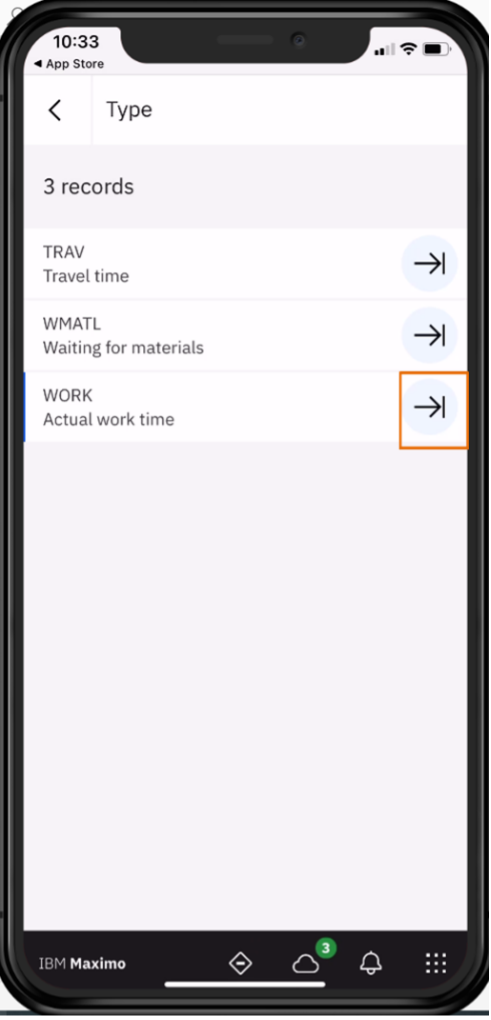 10:33
◀ App Store
Type
3 records
TRAV
Travel time
WMATL
Waiting for materials
WORK
Actual work time
IBM Maximo
3